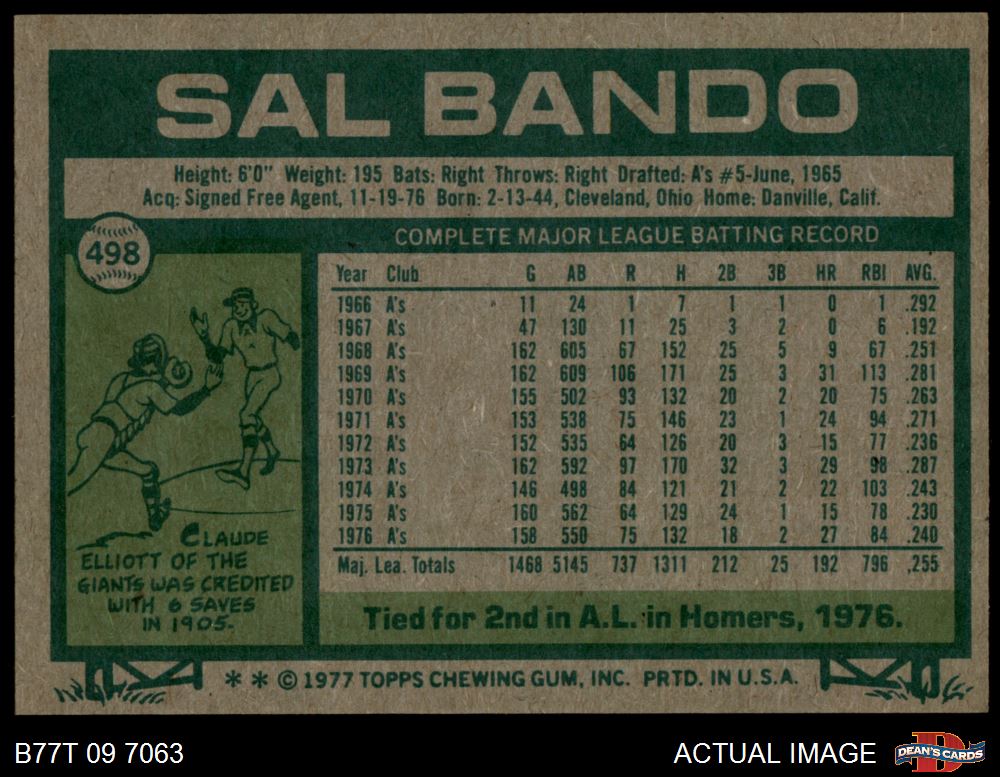 SAL BANDO
Height: 6'0" Weight: 195 Bats: Right Throws: Right Drafted: A's #5-June, 1965
Acq: Signed Free Agent, 11-19-76 Born: 2-13-44, Cleveland, Ohio Home: Danville, Calif.
498
COMPLETE MAJOR LEAGUE BATTING RECORD
Year Club G AB R H 2B 3B HR RBI AVG.
1966 A's 11 24 1 7 1 1 0 1 .292
1967 A's 47 130 11 25 3 2 0 6 .192
1968 A's 162 605 67 152 25 5 9 67 .251
1969 A's 162 609 106 171 25 3 31 113 .281
1970 A's 155 502 93 132 20 2 20 75 .263
1971 A's 153 538 75 146 23 1 24 94 .271
1972 A's 152 535 64 126 20 3 15 77 .236
1973 A's 162 592 97 170 32 3 29 98 .287
1974 A's 146 498 84 121 21 2 22 103 .243
1975 A's 160 562 64 129 24 1 15 78 .230
1976 A's 158 550 75 132 18 2 27 84 .240
Maj. Lea. Totals 1468 5145 737 1311 212 25 192 796 .255
CLAUDE
ELLIOTT OF THE
GIANTS WAS CREDITED
WITH 6 SAVES
IN 1905.
Tied for 2nd in A.L. in Homers, 1976.
* * © 1977 TOPPS CHEWING GUM, INC. PRTD. IN U.S.A.
B77T 09 7063
ACTUAL IMAGE
D
DEAN'S CARDS